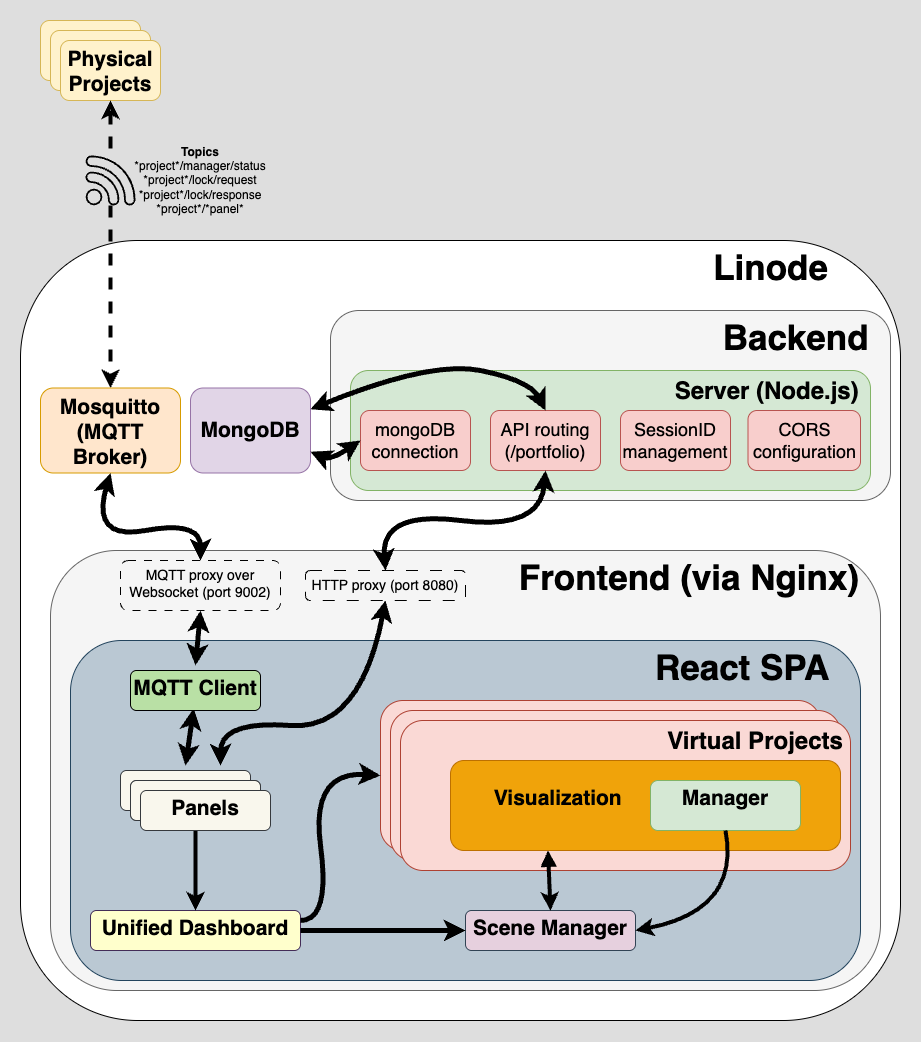 Physical
Projects
Topics
*project*/manager/status
*project*/lock/request
*project*/lock/response
*project*/*panel*
Linode
Backend
Server (Node.js)
Mosquitto
(MQTT
Broker)
MongoDB
mongoDB
connection
API routing
(/portfolio)
SessionID
management
CORS
configuration
MQTT proxy over
Websocket (port 9002)
HTTP proxy (port 8080)
Frontend (via Nginx)
React SPA
MQTT Client
Virtual Projects
Visualization
Manager
Panels
Unified Dashboard
Scene Manager